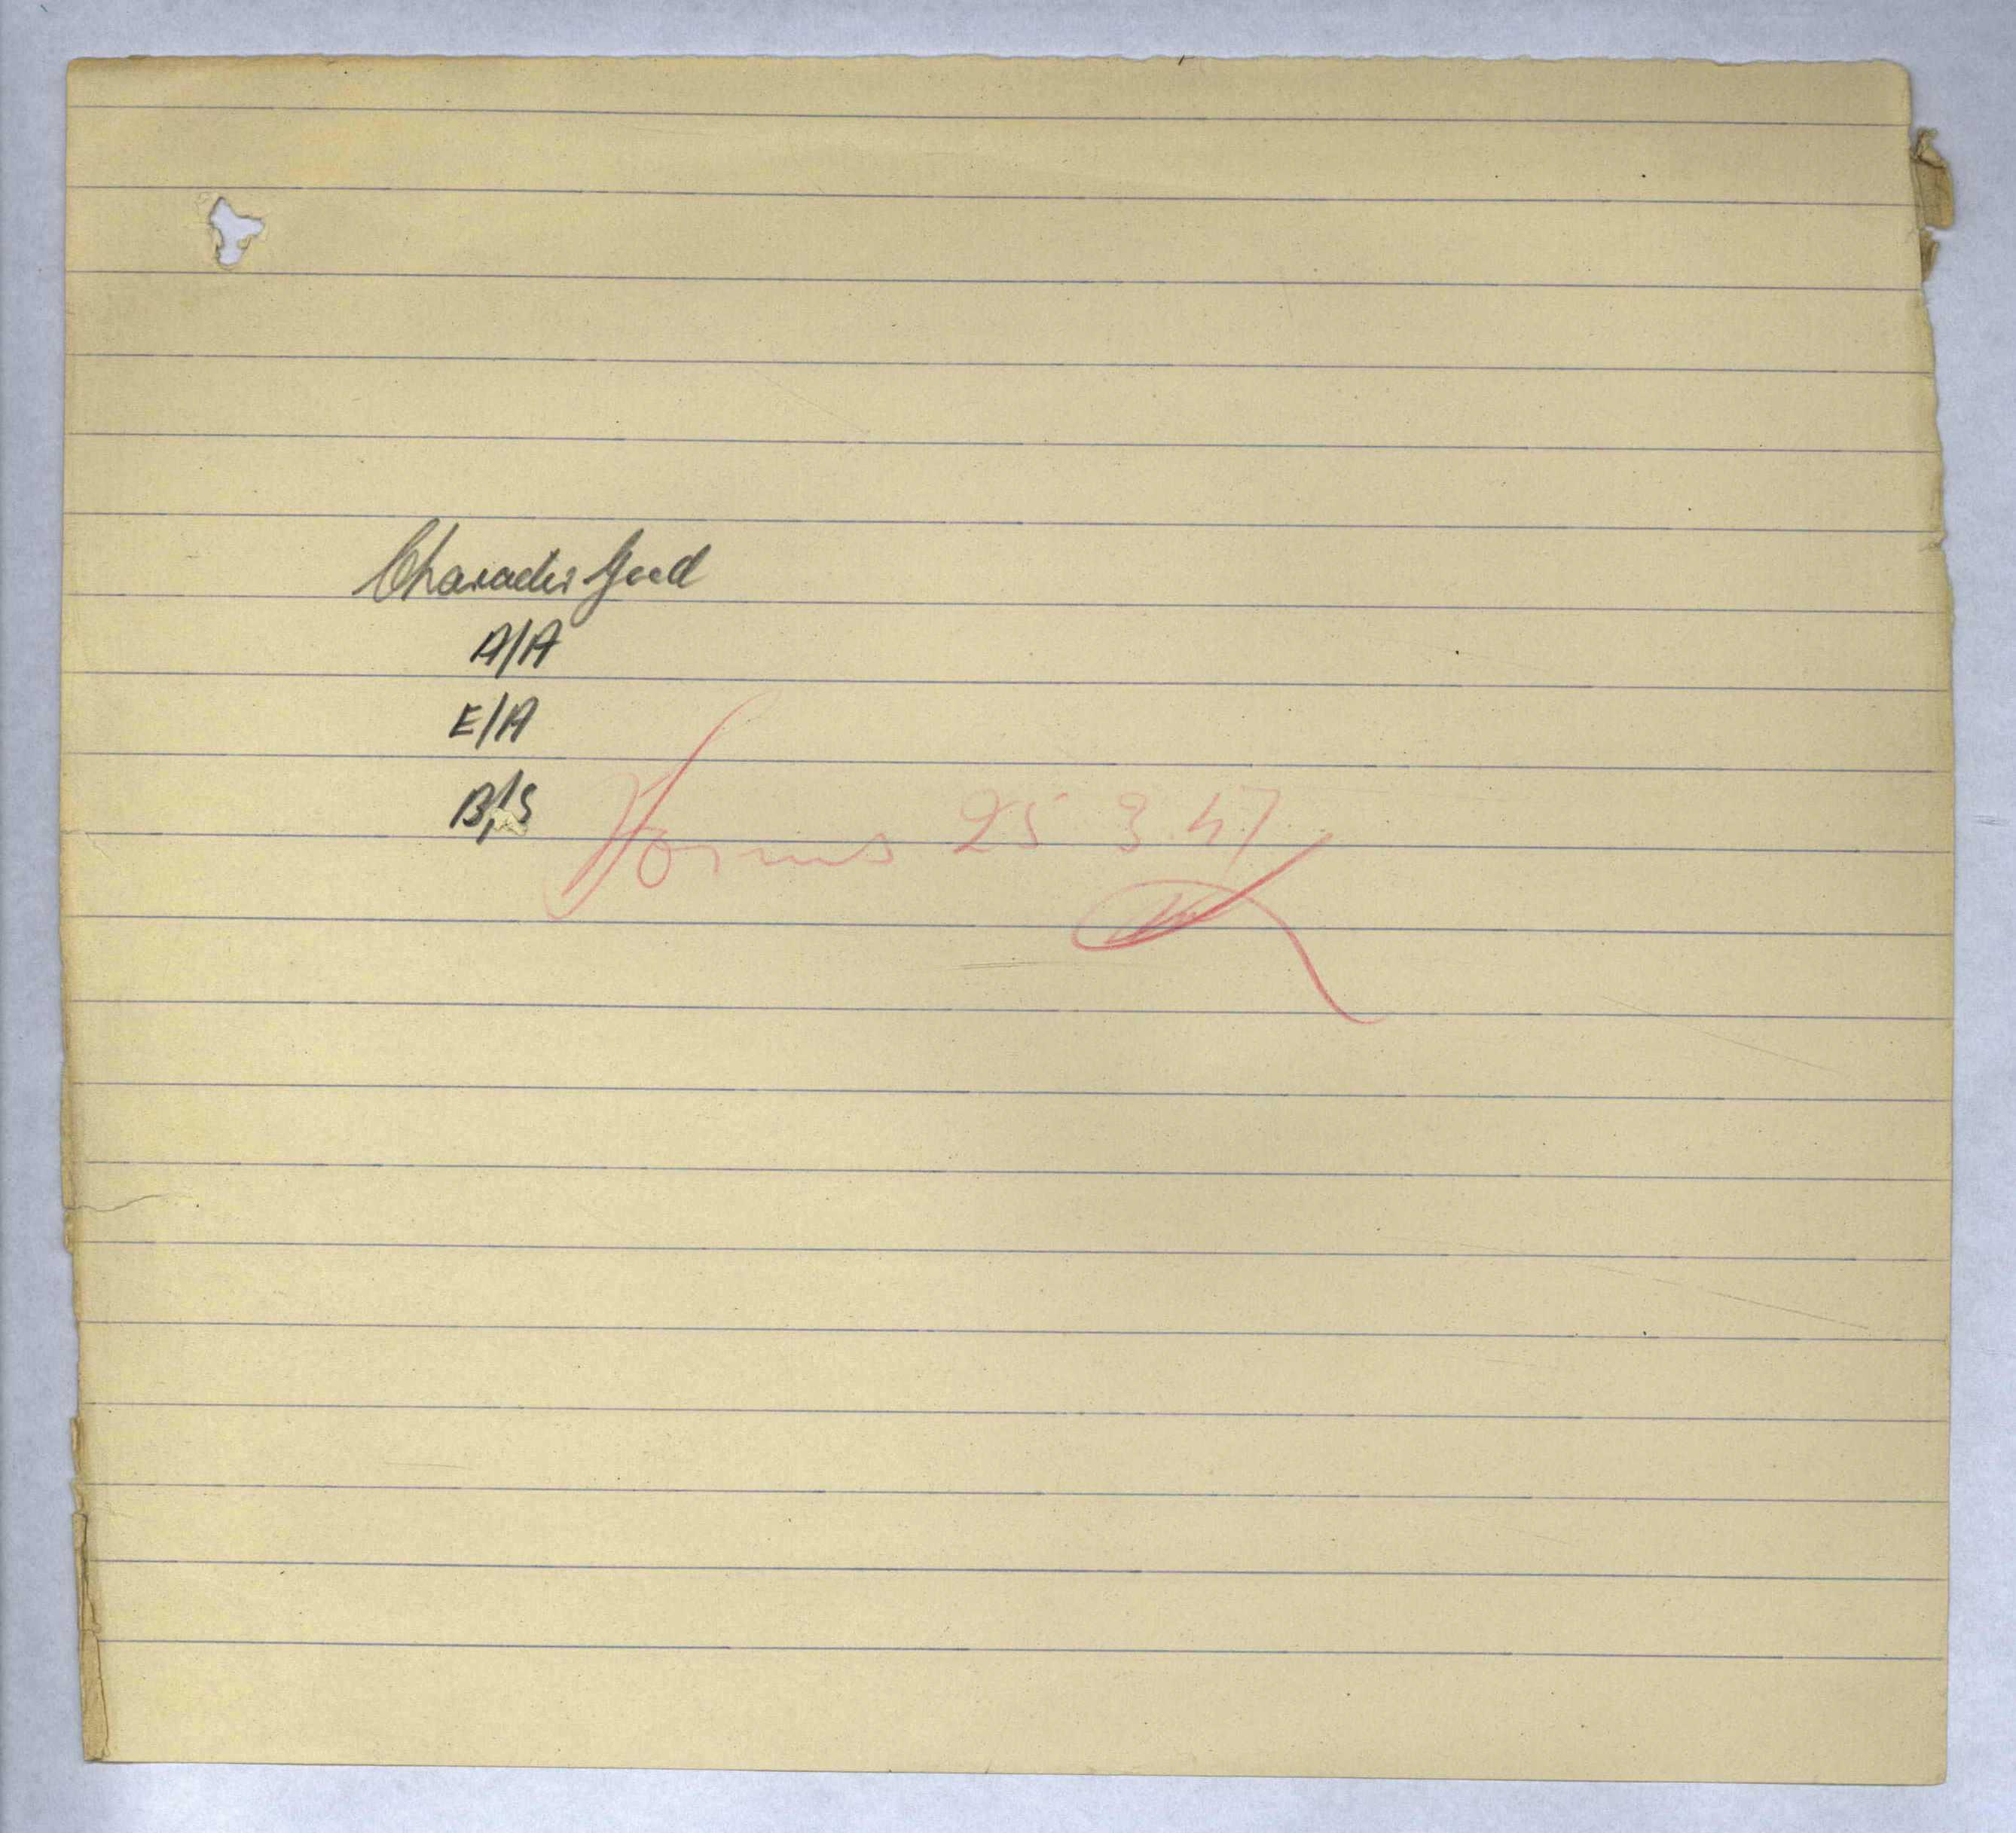 Character Good
A/A
E/A
B/S
Forms 25 3 47